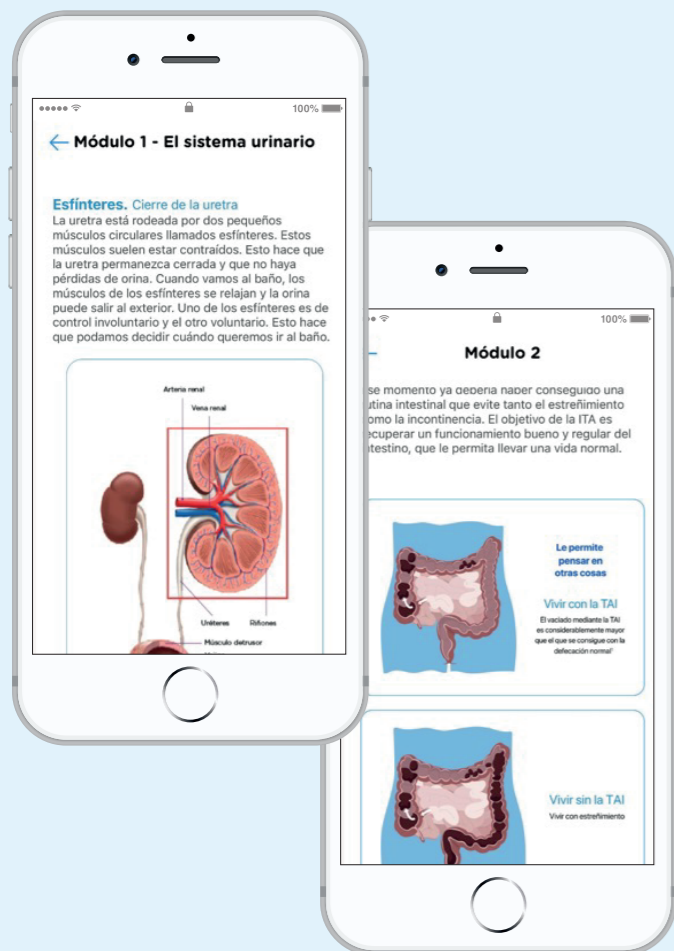 100%
Módulo 1 - El sistema urinario
Esfínteres. Cierre de la uretra
La uretra está rodeada por dos pequeños
músculos circulares llamados esfínteres. Estos
músculos suelen estar contraídos. Esto hace que
la uretra permanezca cerrada y que no haya
pérdidas de orina. Cuando vamos al baño, los
músculos de los esfínteres se relajan y la orina
puede salir al exterior. Uno de los esfínteres es de
control involuntario y el otro voluntario. Esto hace
que podamos decidir cuándo queremos ir al baño.
Arteria renal
Vena renal
Uréteres
Riñones
Músculo detrusor
100%
Módulo 2
se momento ya debería haber conseguido una
utina intestinal que evite tanto el estreñimiento
omo la incontinencia. El objetivo de la ITA es
ecuperar un funcionamiento bueno y regular del
ntestino, que le permita llevar una vida normal.
Le permite
pensar en
otras cosas
Vivir con la TAI
El vaciado mediante la TAI
es considerablemente mayor
que el que se consigue con la
defecación normal¹
Vivir sin la TAI
Vivir con estreñimiento